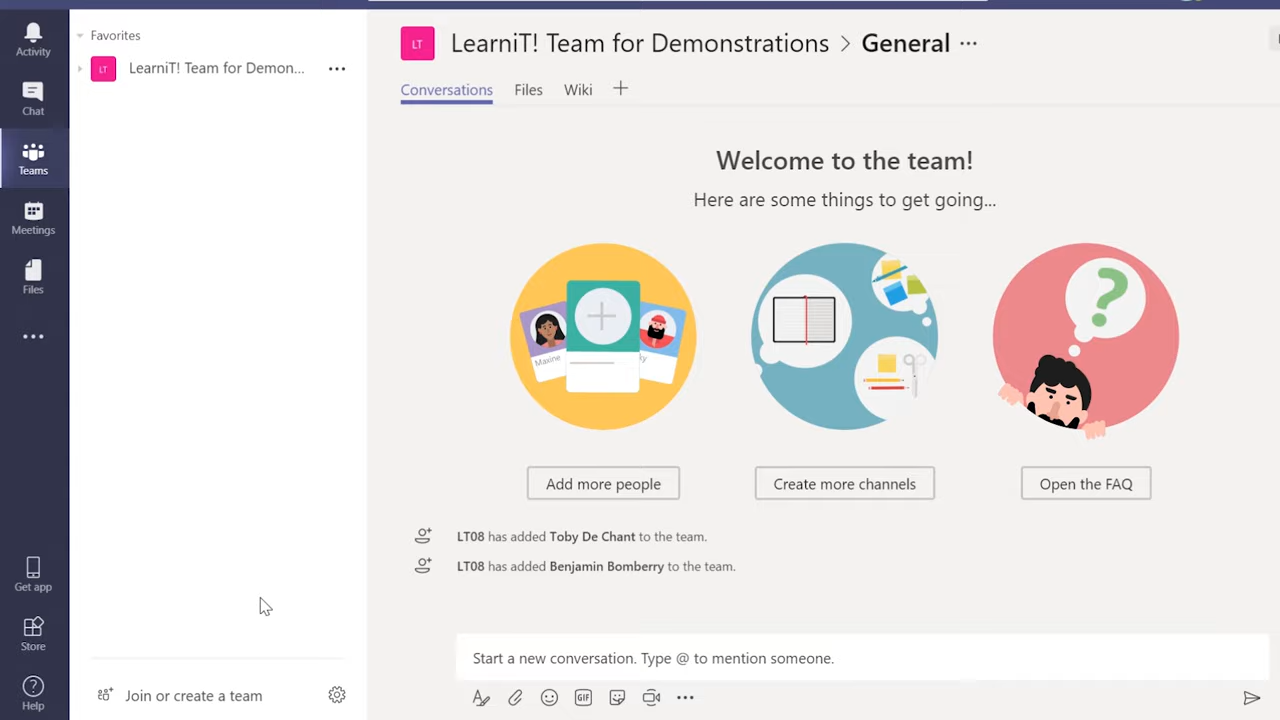 Activity
Chat
Teams
Meetings
Files
Get app
Store
Help
Favorites
LT LearniT! Team for Demon...
Join or create a team
LT LearniT! Team for Demonstrations > General
Conversations Files Wiki
Welcome to the team!
Here are some things to get going...
Maxine
Add more people
Create more channels
Open the FAQ
LT08 has added Toby De Chant to the team.
LT08 has added Benjamin Bomberry to the team.
Start a new conversation. Type @ to mention someone.
GIF